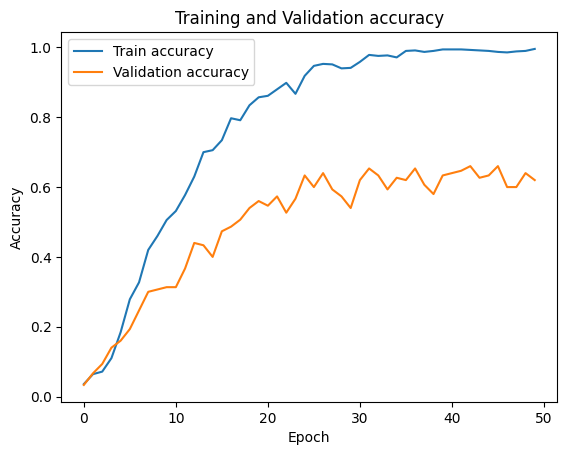 Training and Validation accuracy
Train accuracy
Validation accuracy
1.0
0.8
0.6
0.4
0.2
0.0
Accuracy
0 10 20 30 40 50
Epoch